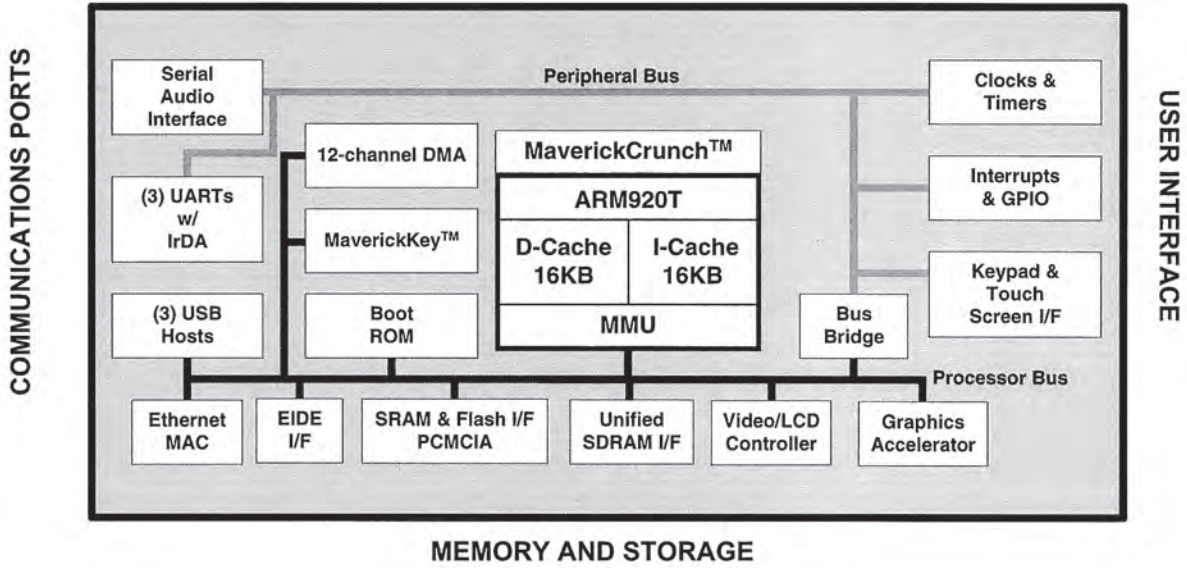 COMMUNICATIONS PORTS
Serial
Audio
Interface
Peripheral Bus
Clocks &
Timers
12-channel DMA
MaverickCrunch™
(3) UARTs
w/
IrDA
ARM920T
Interrupts
& GPIO
MaverickKey™
D-Cache
16KB
I-Cache
16KB
Keypad &
Touch
Screen I/F
(3) USB
Hosts
Boot
ROM
MMU
Bus
Bridge
Processor Bus
Ethernet
MAC
EIDE
I/F
SRAM & Flash I/F
PCMCIA
Unified
SDRAM I/F
Video/LCD
Controller
Graphics
Accelerator
USER INTERFACE
MEMORY AND STORAGE